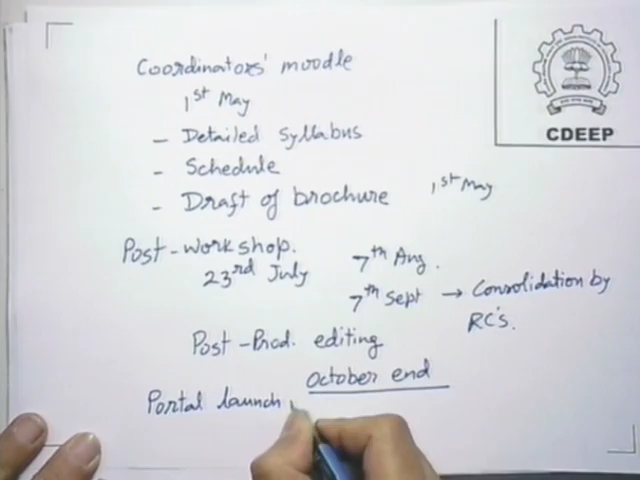 CDEEP
Coordinators' moodle
1st May
- Detailed syllabus
- Schedule
- Draft of brochure 1st May
Post-workshop.
23rd July 7th Aug.
7th Sept → Consolidation by
RC's.
Post-Prod. editing
October end
Portal launch